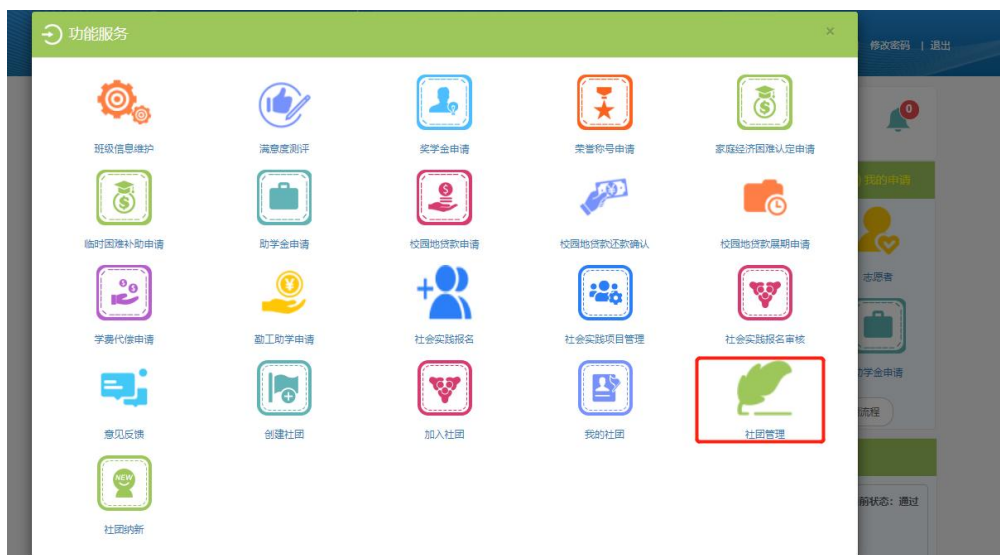 功能服务 ×
修改密码 | 退出
0
班级信息维护 满意度测评 奖学金申请 荣誉称号申请 家庭经济困难认定申请
我的申请
临时困难补助申请 助学金申请 校园地贷款申请 校园地贷款还款确认 校园地贷款展期申请
志愿者
学费代偿申请 勤工助学申请 社会实践报名 社会实践项目管理 社会实践报名审核
学金申请
流程
意见反馈 创建社团 加入社团 我的社团 社团管理
NEW
前状态：通过
社团纳新